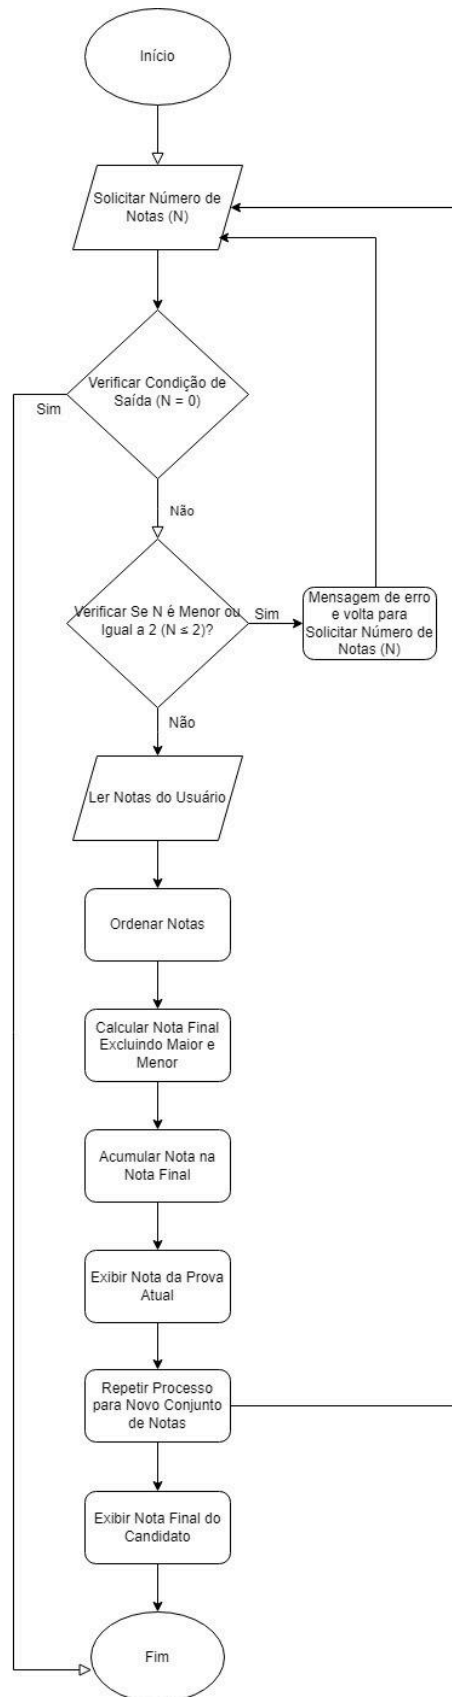 Início
Solicitar Número de
Notas (N)
Verificar Condição de
Saída (N = 0)
Sim
Não
Verificar Se N é Menor ou
Igual a 2 (N ≤ 2)?
Sim
Mensagem de erro
e volta para
Solicitar Número de
Notas (N)
Não
Ler Notas do Usuário
Ordenar Notas
Calcular Nota Final
Excluindo Maior e
Menor
Acumular Nota na
Nota Final
Exibir Nota da Prova
Atual
Repetir Processo
para Novo Conjunto
de Notas
Exibir Nota Final do
Candidato
Fim